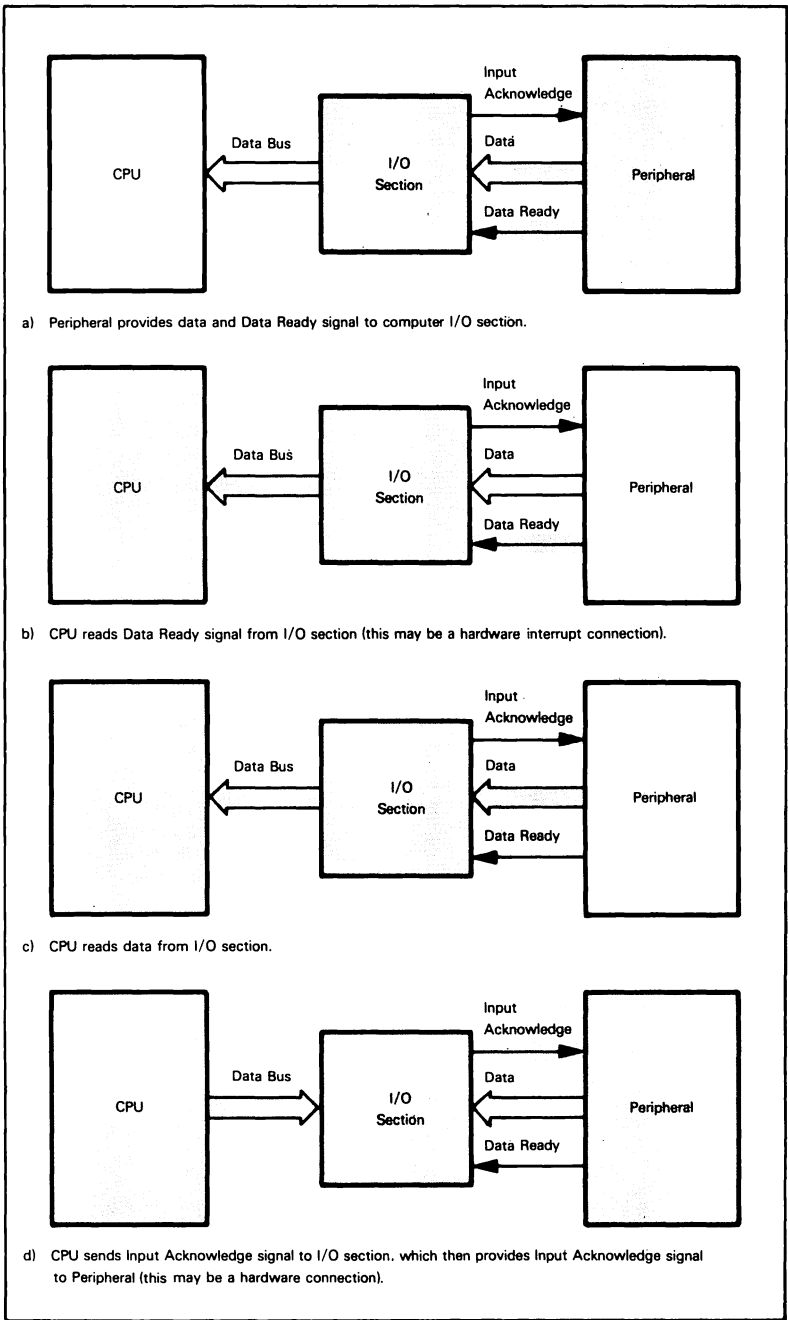 Input
Acknowledge
Data Bus
Data
CPU
I/O
Section
Peripheral
Data Ready
a) Peripheral provides data and Data Ready signal to computer I/O section.
Input
Acknowledge
Data Bus
Data
CPU
I/O
Section
Peripheral
Data Ready
b) CPU reads Data Ready signal from I/O section (this may be a hardware interrupt connection).
Input
Acknowledge
Data Bus
Data
CPU
I/O
Section
Peripheral
Data Ready
c) CPU reads data from I/O section.
Input
Acknowledge
Data Bus
Data
CPU
I/O
Section
Peripheral
Data Ready
d) CPU sends Input Acknowledge signal to I/O section, which then provides Input Acknowledge signal
to Peripheral (this may be a hardware connection).